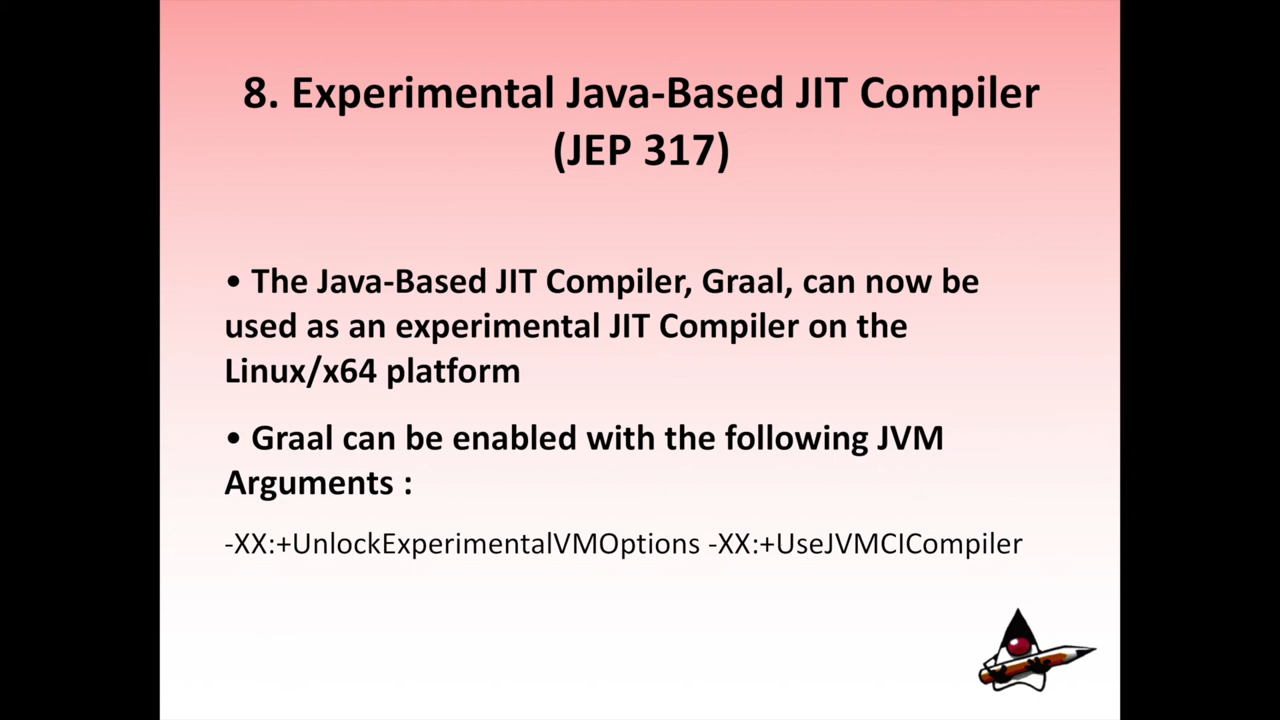 8. Experimental Java-Based JIT Compiler
(JEP 317)
• The Java-Based JIT Compiler, Graal, can now be
used as an experimental JIT Compiler on the
Linux/x64 platform
• Graal can be enabled with the following JVM
Arguments :
-XX:+UnlockExperimentalVMOptions -XX:+UseJVMCICompiler